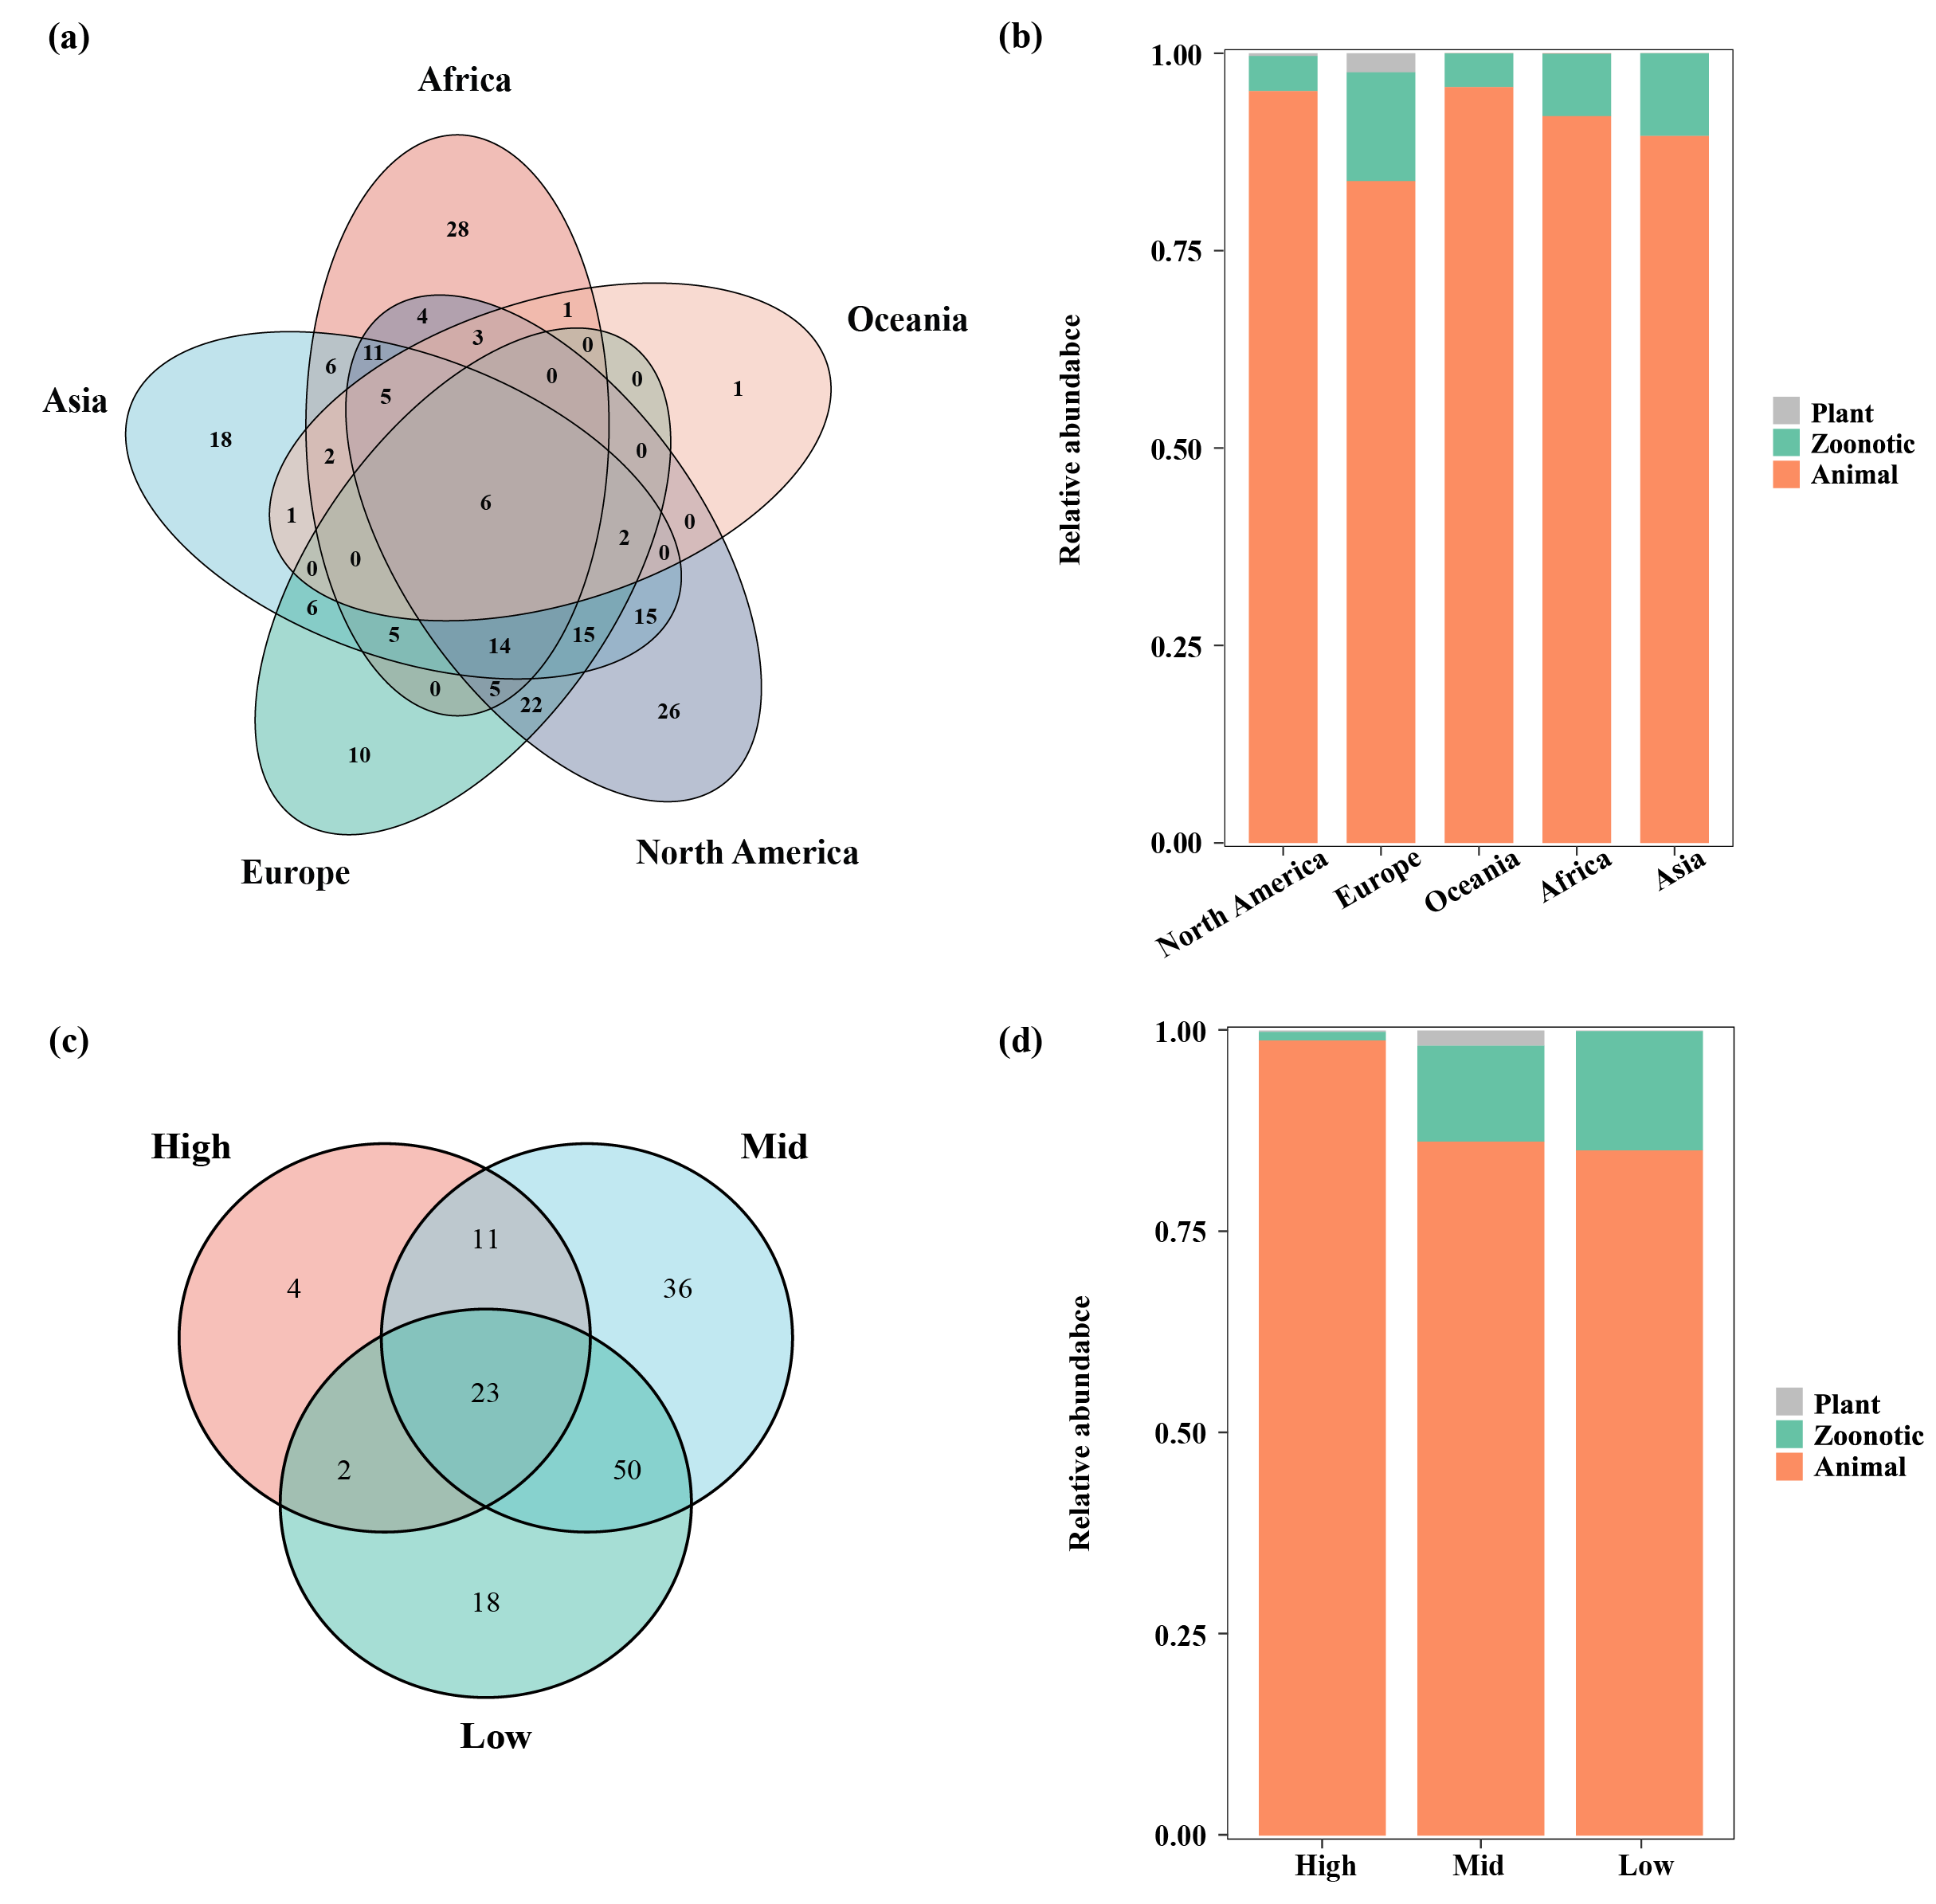 (a)
Africa
Oceania
Asia
Europe
North America
28
4
1
3
0
11
6
0
0
1
5
18
2
0
6
1
0
2
0
0
0
6
15
5
15
14
0
5
22
26
10
(b)
1.00
0.75
0.50
0.25
0.00
Relative abundabce
North America
Europe
Oceania
Africa
Asia
Plant
Zoonotic
Animal
(c)
High
Mid
11
4
36
23
2
50
18
Low
(d)
1.00
0.75
0.50
0.25
0.00
Relative abundabce
High
Mid
Low
Plant
Zoonotic
Animal